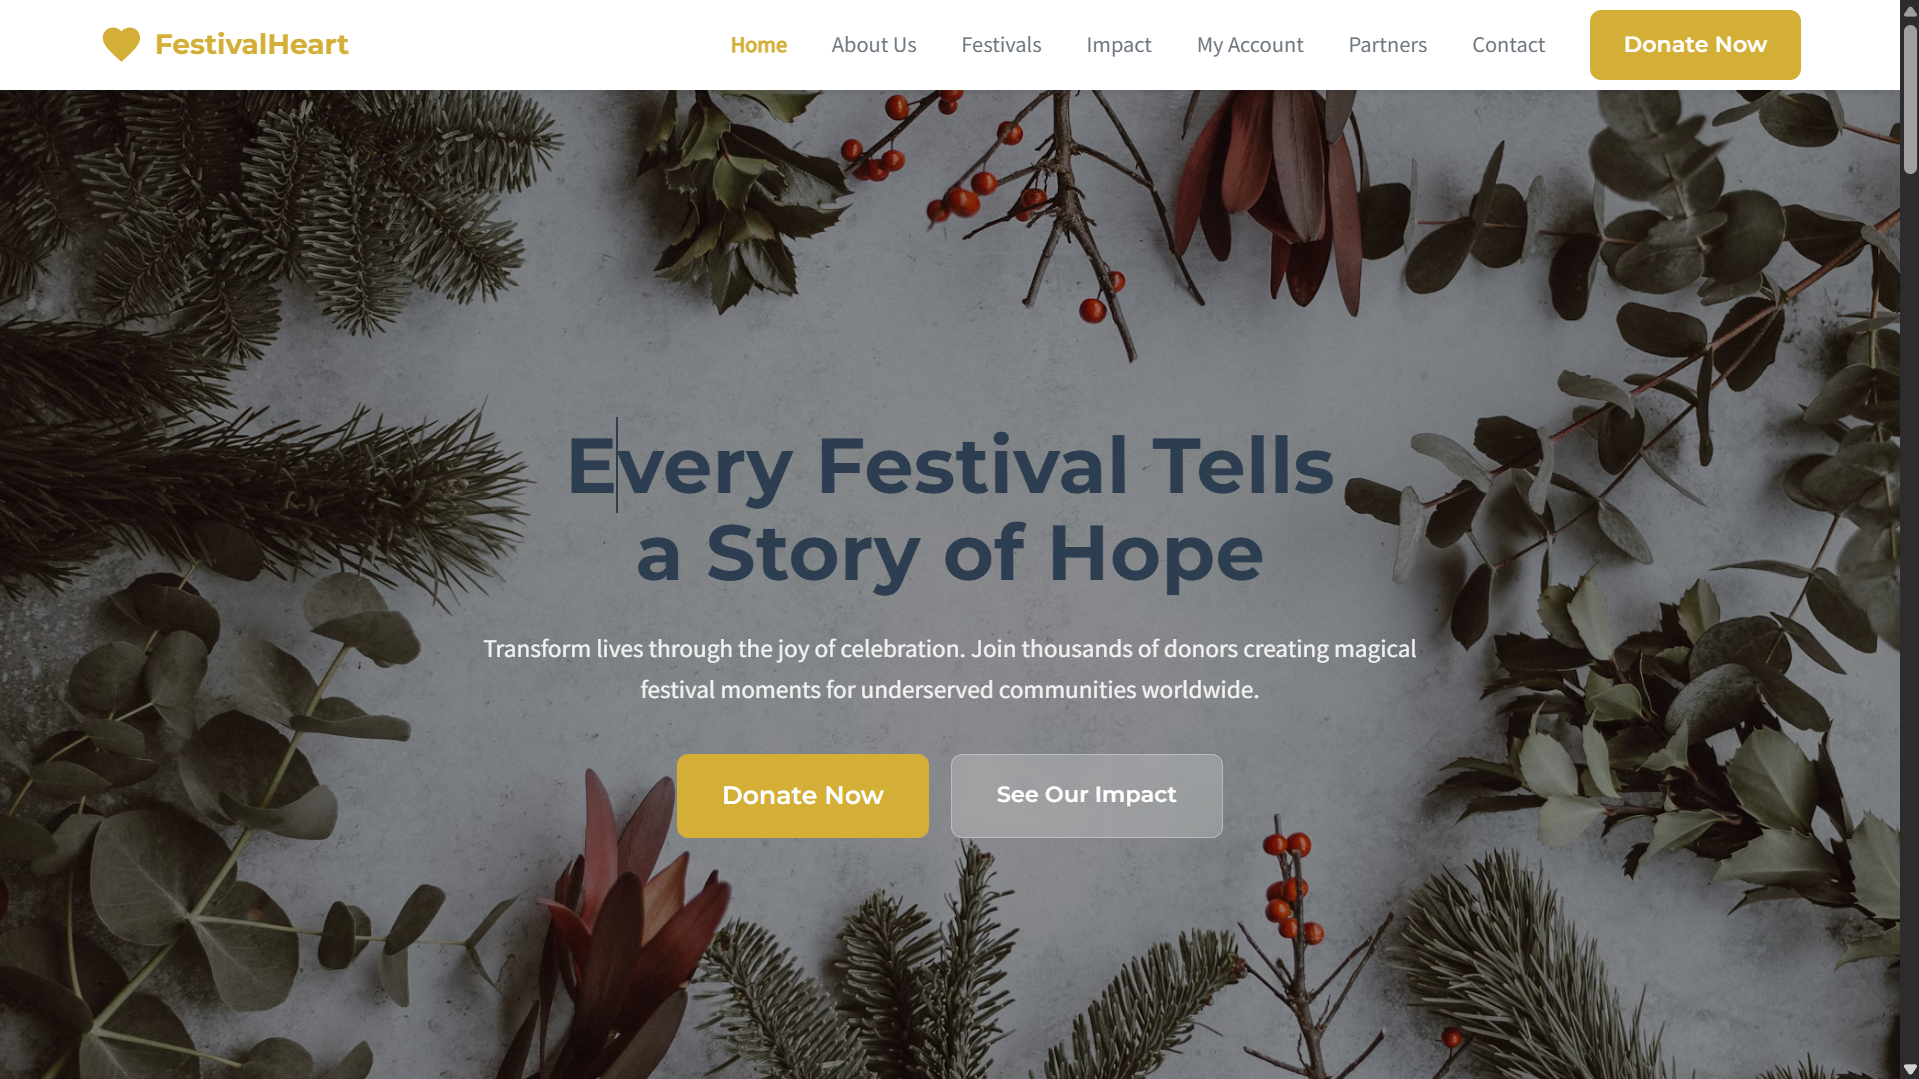 FestivalHeart
Home
About Us
Festivals
Impact
My Account
Partners
Contact
Donate Now
Every Festival Tells
a Story of Hope
Transform lives through the joy of celebration. Join thousands of donors creating magical
festival moments for underserved communities worldwide.
Donate Now
See Our Impact